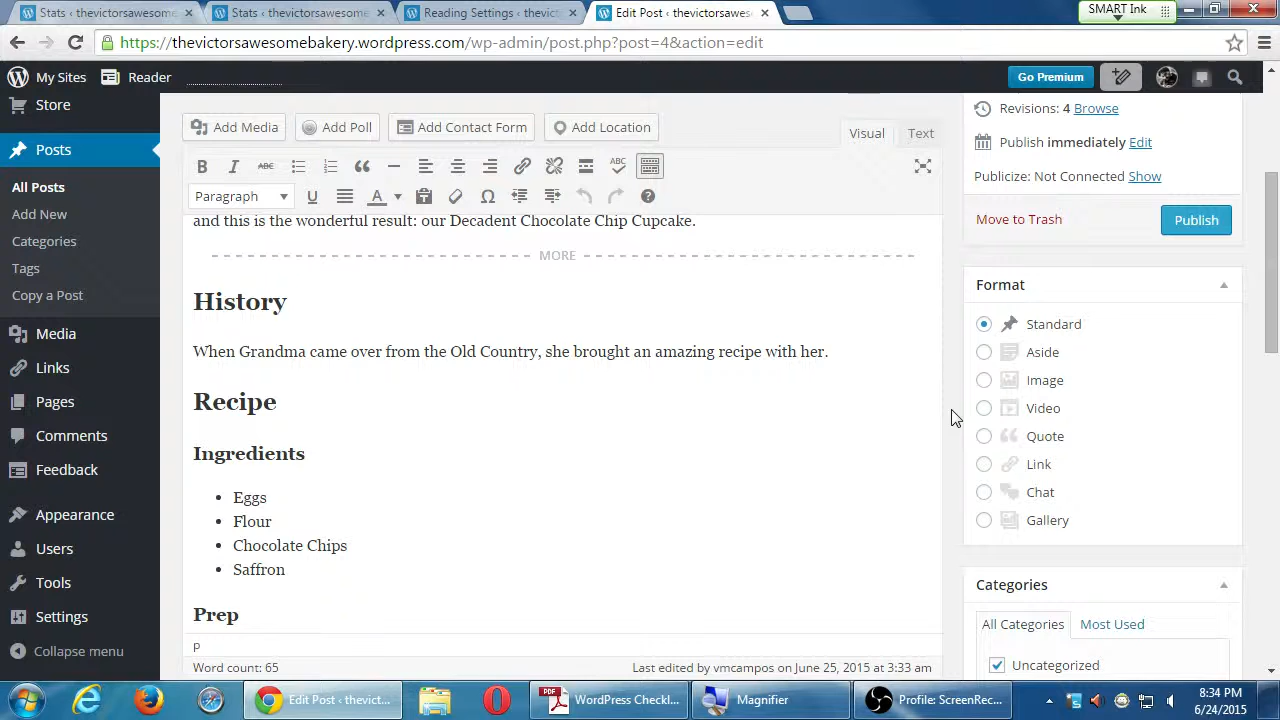 Stats ‹ thevictorsawesome
Stats ‹ thevictorsawesome
Reading Settings ‹ thevict
Edit Post ‹ thevictorsawes
SMART Ink
https://thevictorsawesomebakery.wordpress.com/wp-admin/post.php?post=4&action=edit
My Sites
Reader
Go Premium
Store
Posts
All Posts
Add New
Categories
Tags
Copy a Post
Media
Links
Pages
Comments
Feedback
Appearance
Users
Tools
Settings
Collapse menu
Add Media
Add Poll
Add Contact Form
Add Location
Visual
Text
B I ABC ABC
Paragraph
U A
and this is the wonderful result: our Decadent Chocolate Chip Cupcake.
MORE
History
When Grandma came over from the Old Country, she brought an amazing recipe with her.
Recipe
Ingredients
• Eggs
• Flour
• Chocolate Chips
• Saffron
Prep
p
Word count: 65
Last edited by vmcampos on June 25, 2015 at 3:33 am
Revisions: 4 Browse
Publish immediately Edit
Publicize: Not Connected Show
Move to Trash
Publish
Format
Standard
Aside
Image
Video
Quote
Link
Chat
Gallery
Categories
All Categories
Most Used
Uncategorized
Edit Post ‹ thevict...
PDF
WordPress Checkl...
Magnifier
Profile: ScreenRec...
8:34 PM
6/24/2015